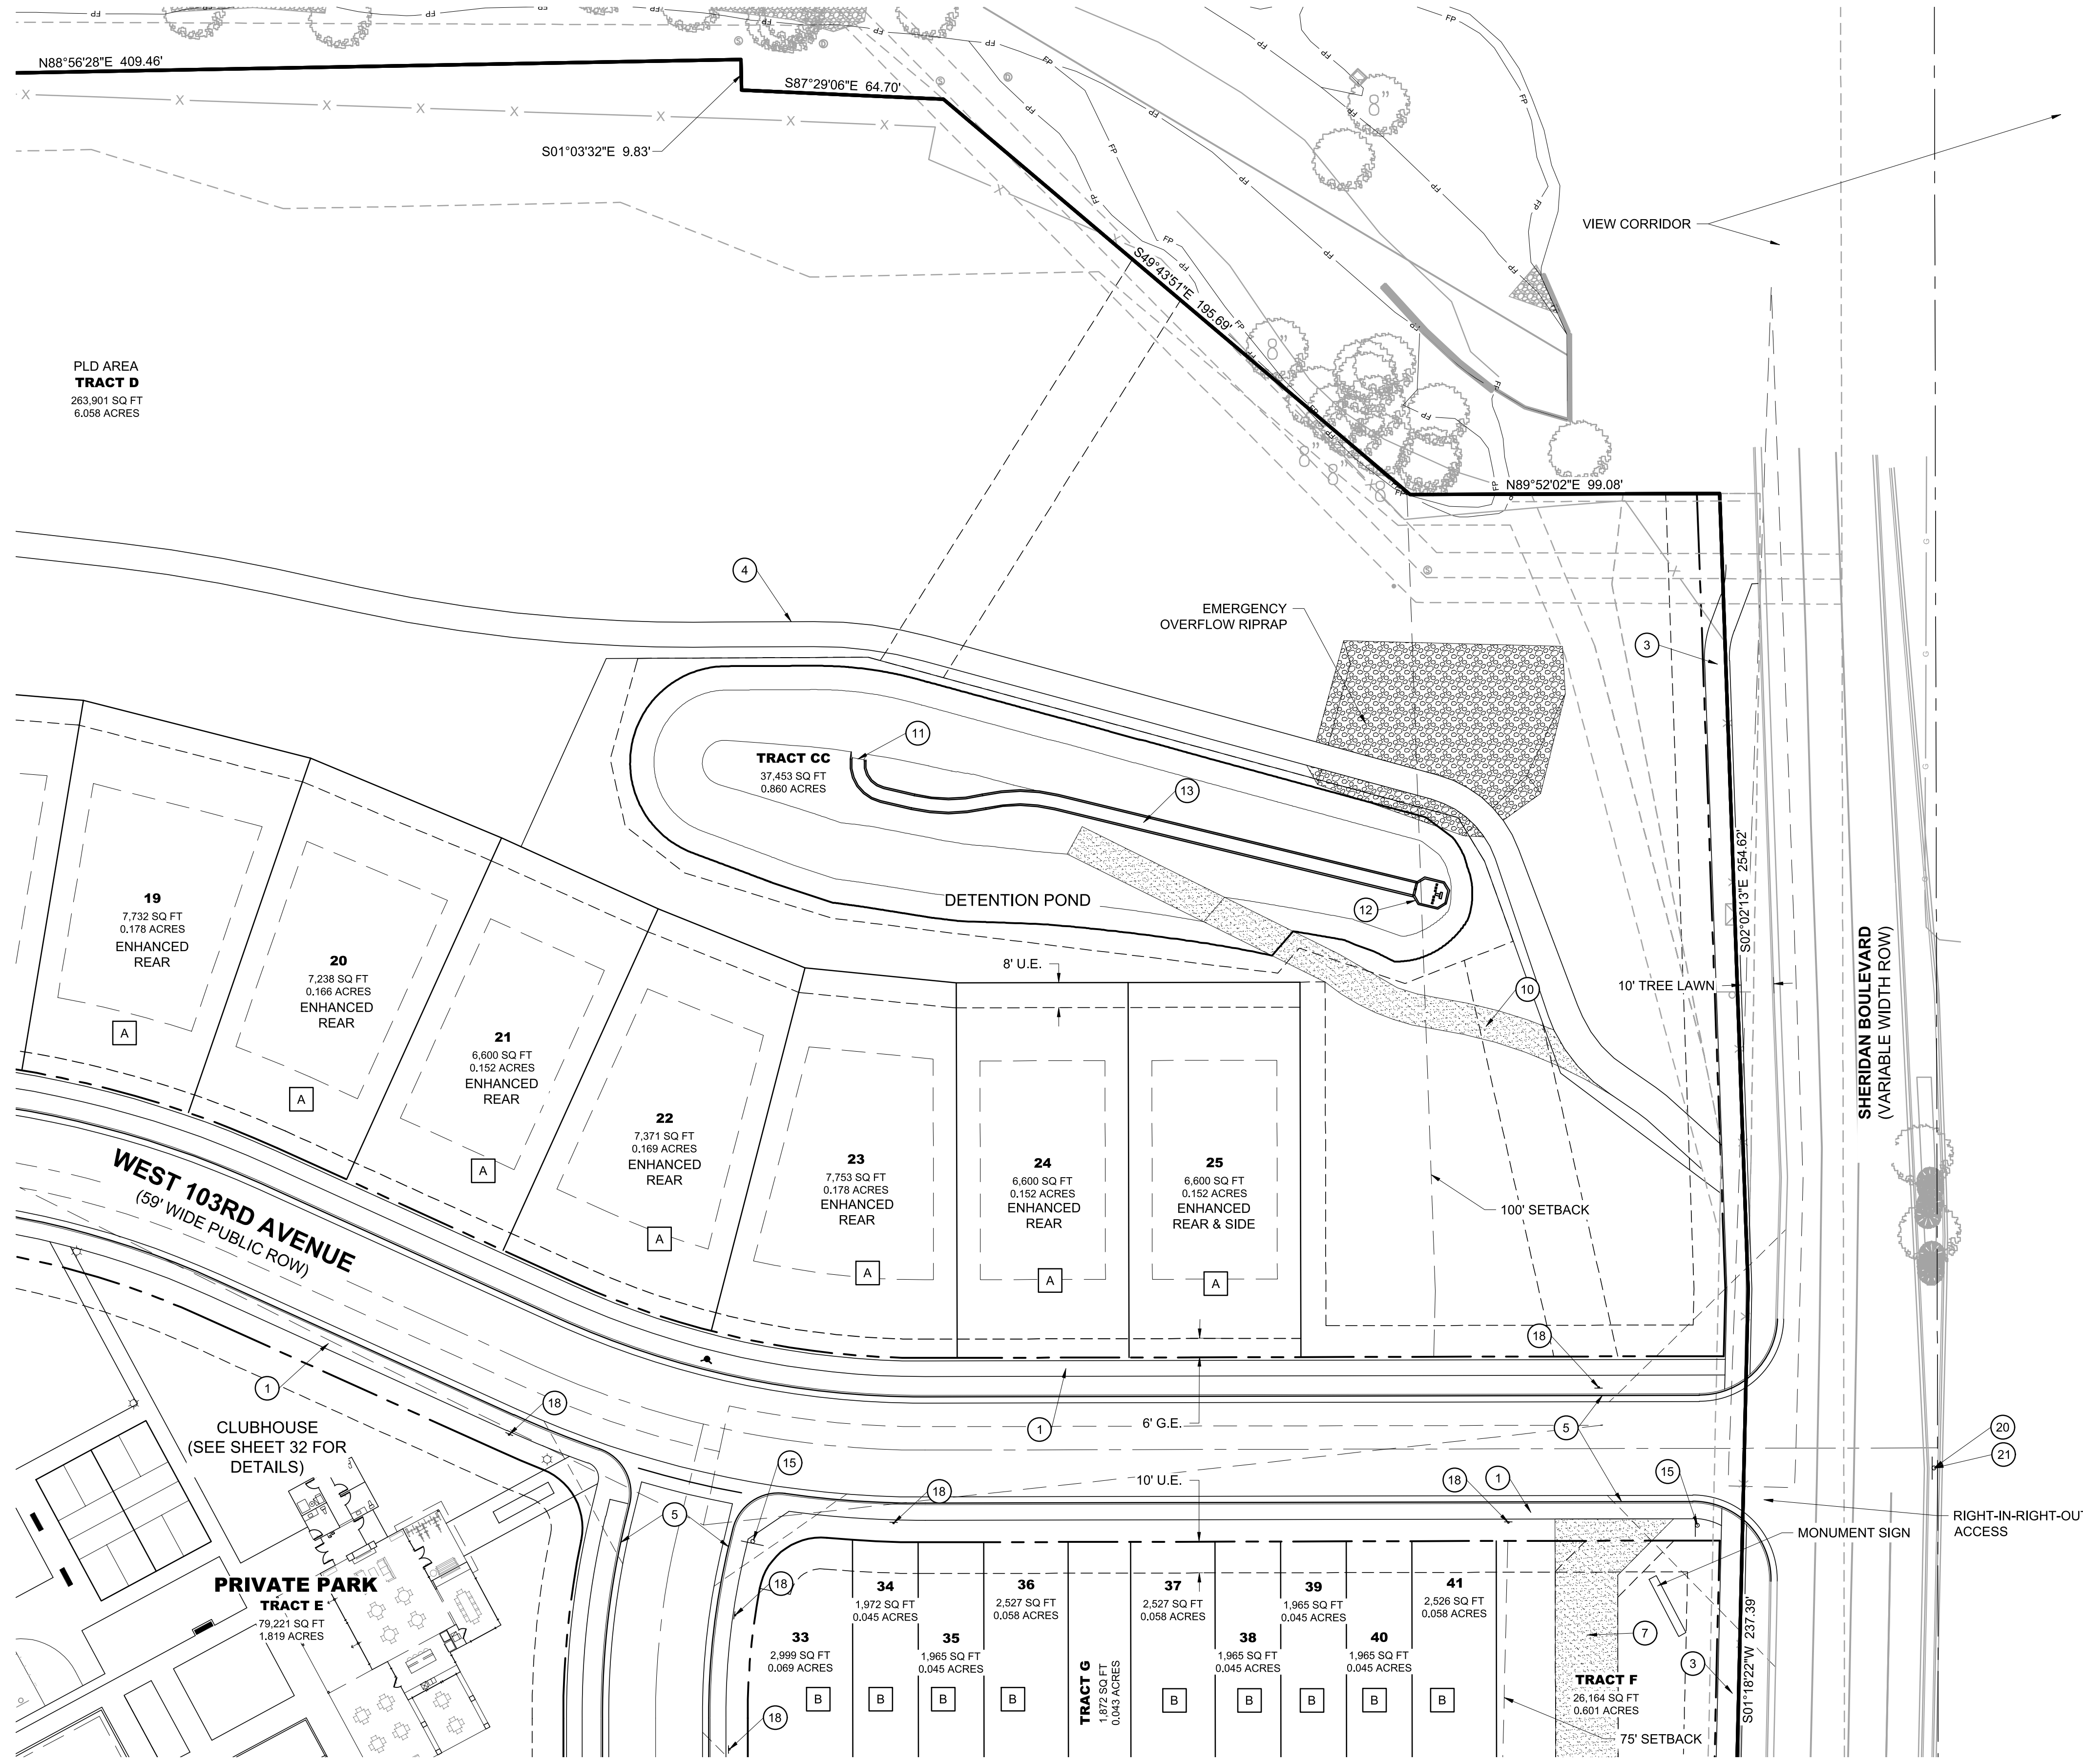 N88°56'28"E 409.46'
S87°29'06"E 64.70'
S01°03'32"E 9.83'
8"
VIEW CORRIDOR
S49°43'51"E 195.69'
PLD AREA
TRACT D
263,901 SQ FT
6.058 ACRES
8"
8"
8"
N89°52'02"E 99.08'
4
EMERGENCY
OVERFLOW RIPRAP
3
11
TRACT CC
37,453 SQ FT
0.860 ACRES
13
S02°02'13"E 254.62'
DETENTION POND
12
19
7,732 SQ FT
0.178 ACRES
ENHANCED
REAR
A
20
7,238 SQ FT
0.166 ACRES
ENHANCED
REAR
A
8' U.E.
10
10' TREE LAWN
SHERIDAN BOULEVARD
(VARIABLE WIDTH ROW)
21
6,600 SQ FT
0.152 ACRES
ENHANCED
REAR
A
22
7,371 SQ FT
0.169 ACRES
ENHANCED
REAR
A
23
7,753 SQ FT
0.178 ACRES
ENHANCED
REAR
A
24
6,600 SQ FT
0.152 ACRES
ENHANCED
REAR
A
25
6,600 SQ FT
0.152 ACRES
ENHANCED
REAR & SIDE
A
100' SETBACK
WEST 103RD AVENUE
(59' WIDE PUBLIC ROW)
18
1
18
1
6' G.E.
5
20
21
CLUBHOUSE
(SEE SHEET 32 FOR
DETAILS)
15
10' U.E.
18
18
1
15
5
RIGHT-IN-RIGHT-OU
ACCESS
MONUMENT SIGN
PRIVATE PARK
TRACT E
79,221 SQ FT
1.819 ACRES
18
33
2,999 SQ FT
0.069 ACRES
B
34
1,972 SQ FT
0.045 ACRES
B
35
1,965 SQ FT
0.045 ACRES
B
36
2,527 SQ FT
0.058 ACRES
B
TRACT G
1,872 SQ FT
0.043 ACRES
37
2,527 SQ FT
0.058 ACRES
B
38
1,965 SQ FT
0.045 ACRES
B
39
1,965 SQ FT
0.045 ACRES
B
40
1,965 SQ FT
0.045 ACRES
B
41
2,526 SQ FT
0.058 ACRES
B
7
3
TRACT F
26,164 SQ FT
0.601 ACRES
S01°18'22"W 237.39'
18
75' SETBACK